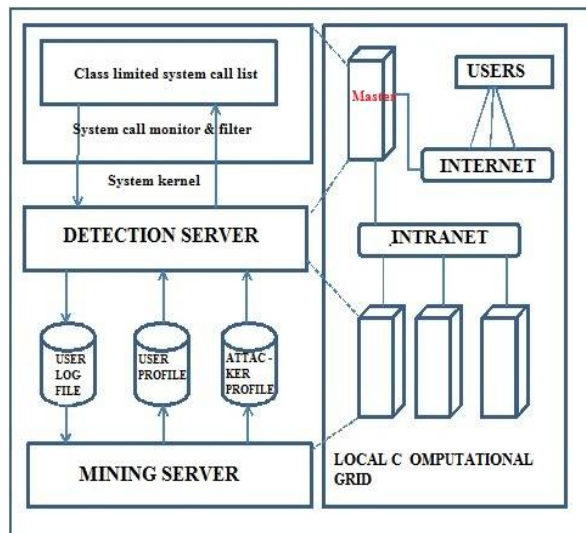 Class limited system call list
System call monitor & filter
System kernel
DETECTION SERVER
USER
LOG
FILE
USER
PROFILE
ATTAC -
KER
PROFILE
MINING SERVER
Master
USERS
INTERNET
INTRANET
LOCAL C OMPUTATIONAL
GRID